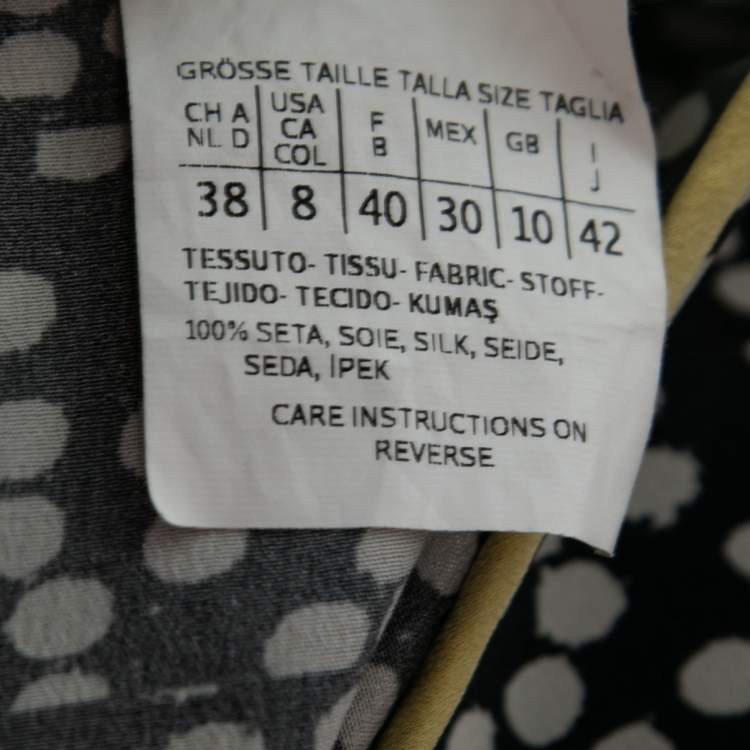 GRÖSSE TAILLE TALLA SIZE TAGLIA
CH A USA F MEX GB I
NL D CA B J
COL
38 8 40 30 10 42
TESSUTO- TISSU- FABRIC- STOFF-
TEJIDO- TECIDO- KUMAŞ
100% SETA, SOIE, SILK, SEIDE,
SEDA, İPEK
CARE INSTRUCTIONS ON
REVERSE